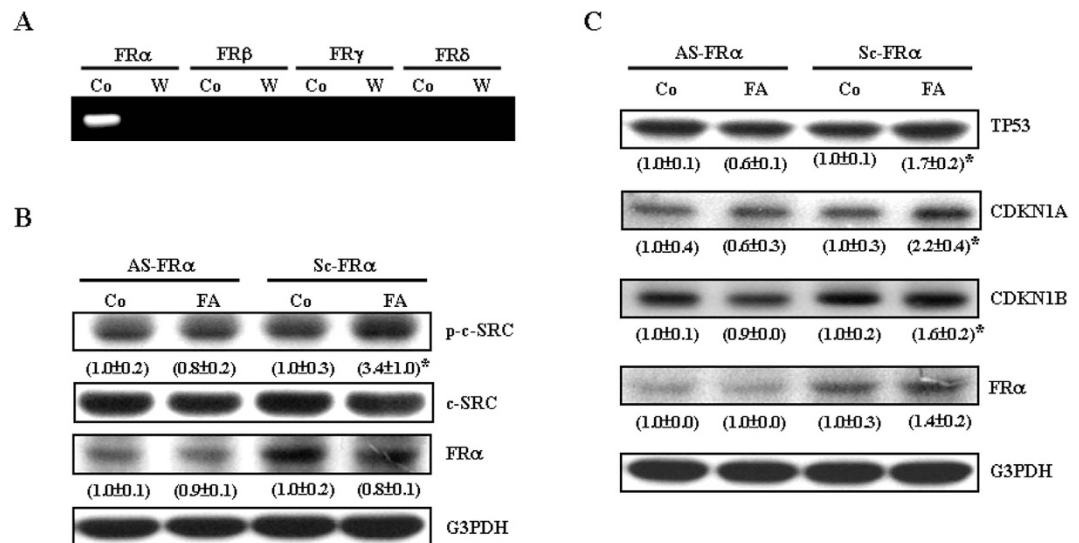 A
FRα FRβ FRγ FRδ
Co W Co W Co W Co W
B
AS-FRα Sc-FRα
Co FA Co FA
p-c-SRC
(1.0±0.2) (0.8±0.2) (1.0±0.3) (3.4±1.0)*
c-SRC
FRα
(1.0±0.1) (0.9±0.1) (1.0±0.2) (0.8±0.1)
G3PDH
C
AS-FRα Sc-FRα
Co FA Co FA
TP53
(1.0±0.1) (0.6±0.1) (1.0±0.1) (1.7±0.2)*
CDKN1A
(1.0±0.4) (0.6±0.3) (1.0±0.3) (2.2±0.4)*
CDKN1B
(1.0±0.1) (0.9±0.0) (1.0±0.2) (1.6±0.2)*
FRα
(1.0±0.0) (1.0±0.0) (1.0±0.3) (1.4±0.2)
G3PDH